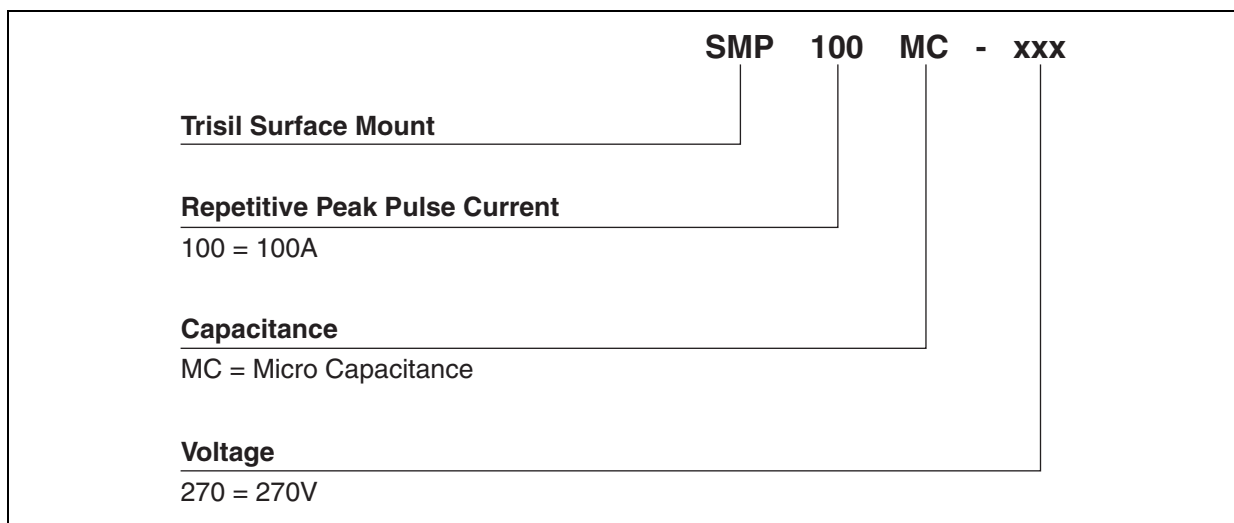 SMP 100 MC - xxx
Trisil Surface Mount
Repetitive Peak Pulse Current
100 = 100A
Capacitance
MC = Micro Capacitance
Voltage
270 = 270V